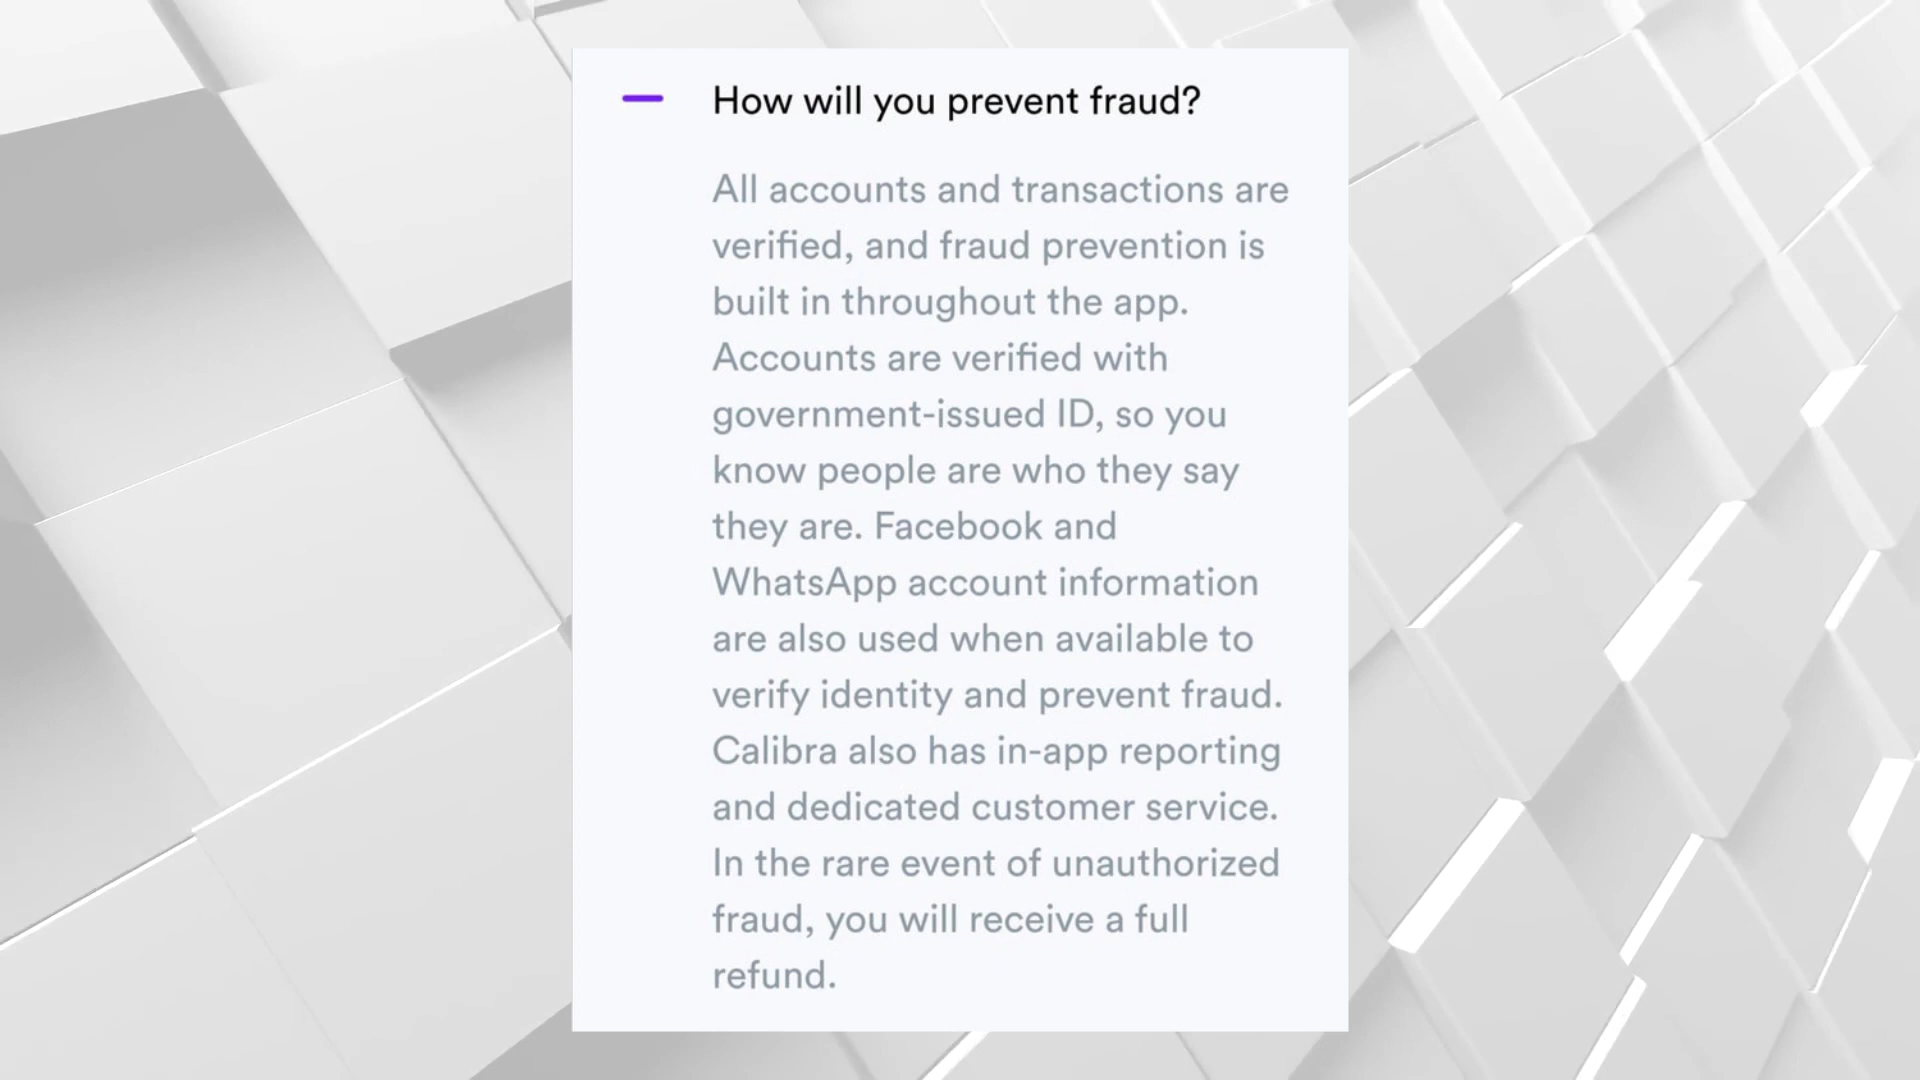 How will you prevent fraud?
All accounts and transactions are
verified, and fraud prevention is
built in throughout the app.
Accounts are verified with
government-issued ID, so you
know people are who they say
they are. Facebook and
WhatsApp account information
are also used when available to
verify identity and prevent fraud.
Calibra also has in-app reporting
and dedicated customer service.
In the rare event of unauthorized
fraud, you will receive a full
refund.